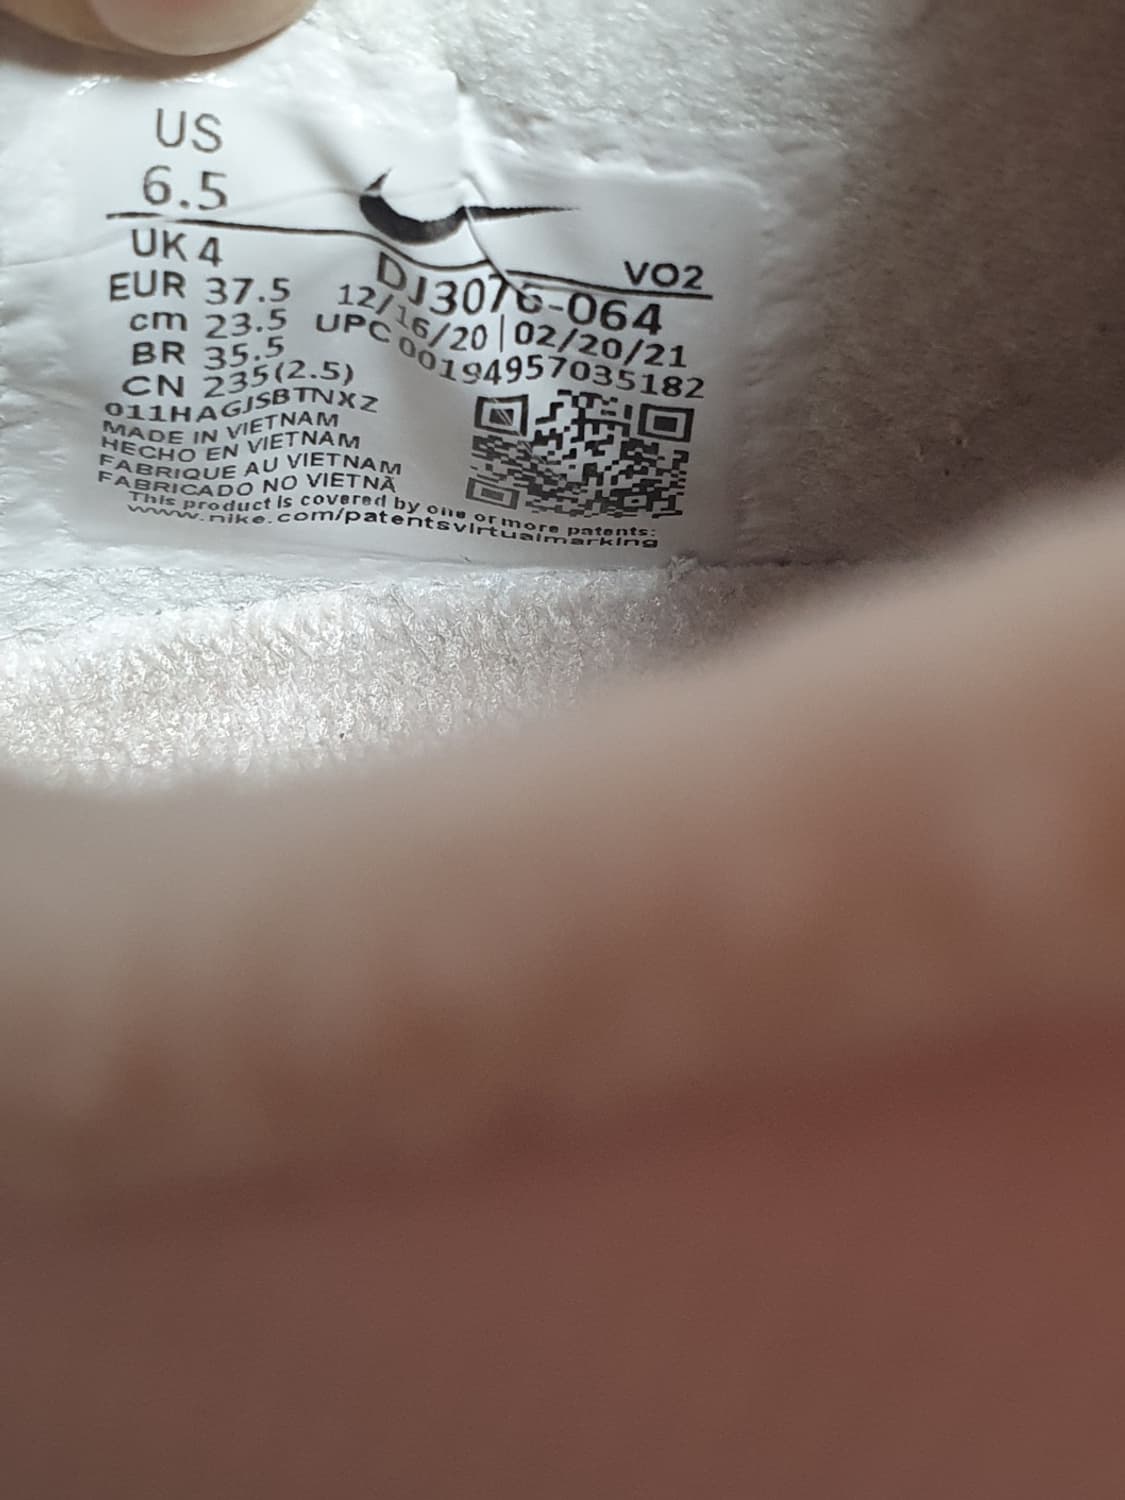 US
6.5
UK 4
EUR 37.5
cm 23.5
BR 35.5
CN 235(2.5)
VO2
DJ3076-064
12/16/20 | 02/20/21
UPC 00194957035182
011HAGJSBTNXZ
MADE IN VIETNAM
HECHO EN VIETNAM
FABRIQUE AU VIETNAM
FABRICADO NO VIETNÃ
This product is covered by one or more patents:
www.nike.com/patentsvirtualmarking